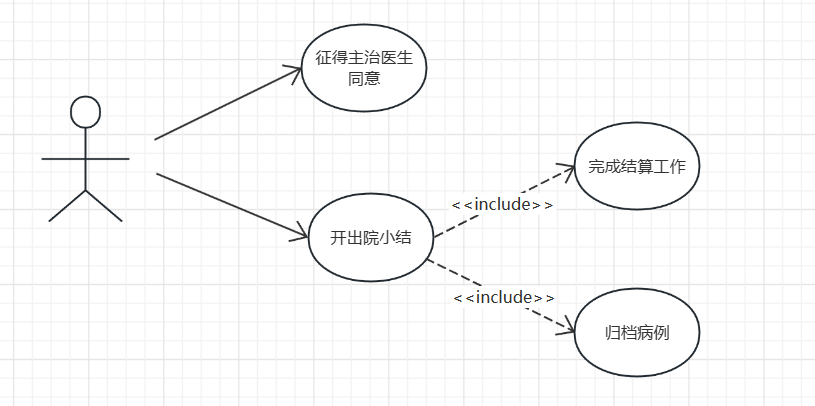 征得主治医生
同意
完成结算工作
<<include>>
开出院小结
<<include>>
归档病例